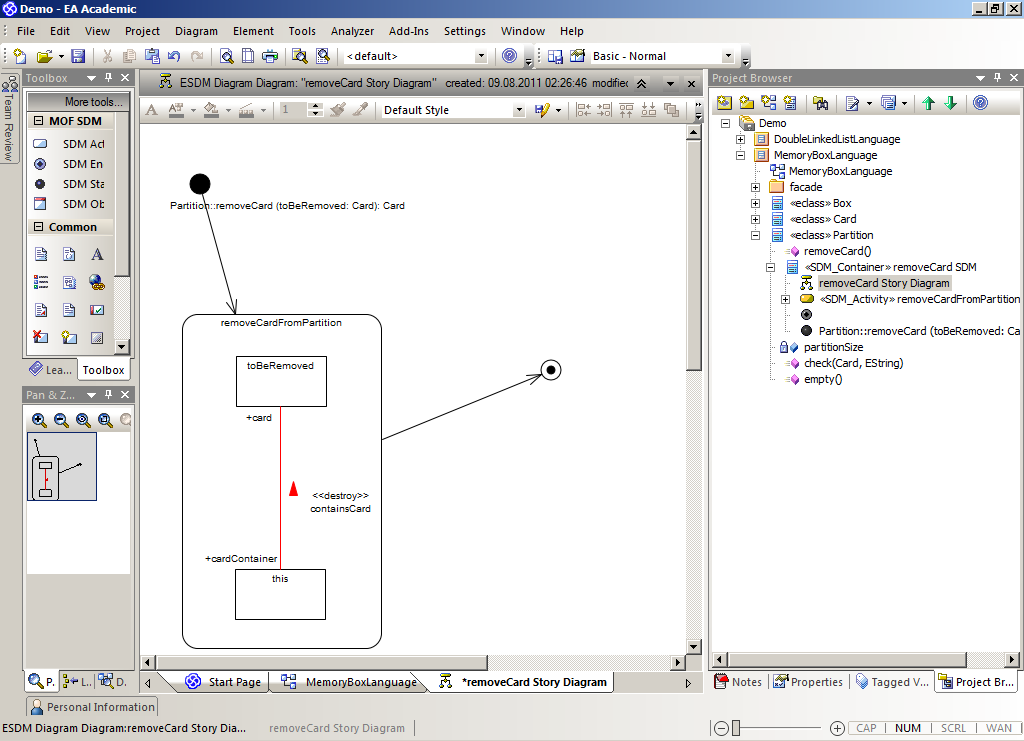 Demo - EA Academic
File Edit View Project Diagram Element Tools Analyzer Add-Ins Settings Window Help
<default> Basic - Normal
Team Review
Toolbox
More tools...
MOF SDM
SDM Act
SDM En
SDM Sta
SDM Ob
Common
Lea... Toolbox
Pan & Z...
P. L.. D.
ESDM Diagram Diagram: "removeCard Story Diagram" created: 09.08.2011 02:26:46 modified
A 1 Default Style
Partition::removeCard (toBeRemoved: Card): Card
removeCardFromPartition
toBeRemoved
+card
<<destroy>>
containsCard
+cardContainer
this
Start Page MemoryBoxLanguage *removeCard Story Diagram
Project Browser
Demo
DoubleLinkedListLanguage
MemoryBoxLanguage
MemoryBoxLanguage
facade
«eclass» Box
«eclass» Card
«eclass» Partition
removeCard()
«SDM_Container» removeCard SDM
removeCard Story Diagram
«SDM_Activity» removeCardFromPartition
Partition::removeCard (toBeRemoved: Ca
partitionSize
check(Card, EString)
empty()
Notes Properties Tagged V... Project Br...
Personal Information
ESDM Diagram Diagram:removeCard Story Dia... removeCard Story Diagram CAP NUM SCRL WAN